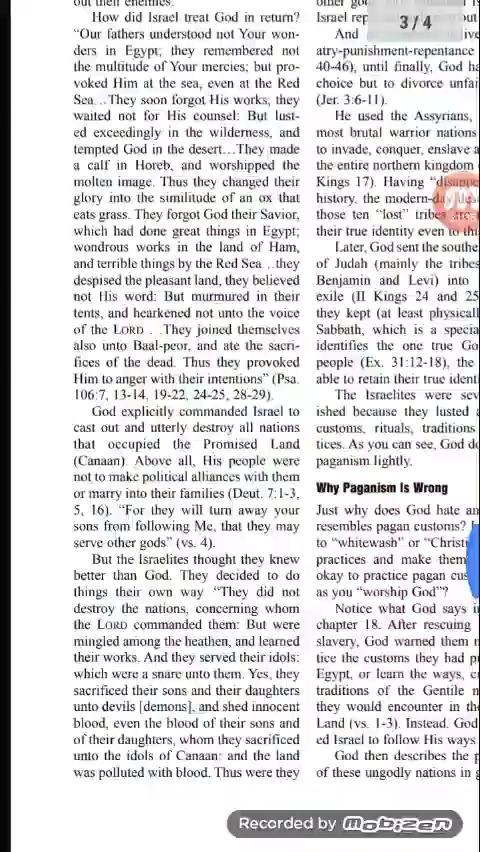 out their enemies.
How did Israel treat God in return?
“Our fathers understood not Your won-
ders in Egypt; they remembered not
the multitude of Your mercies; but pro-
voked Him at the sea, even at the Red
Sea…They soon forgot His works; they
waited not for His counsel: But lust-
ed exceedingly in the wilderness, and
tempted God in the desert…They made
a calf in Horeb, and worshipped the
molten image. Thus they changed their
glory into the similitude of an ox that
eats grass. They forgot God their Savior,
which had done great things in Egypt;
wondrous works in the land of Ham,
and terrible things by the Red Sea…they
despised the pleasant land, they believed
not His word: But murmured in their
tents, and hearkened not unto the voice
of the LORD…They joined themselves
also unto Baal-peor, and ate the sacri-
fices of the dead. Thus they provoked
Him to anger with their intentions” (Psa.
106:7, 13-14, 19-22, 24-25, 28-29).
God explicitly commanded Israel to
cast out and utterly destroy all nations
that occupied the Promised Land
(Canaan). Above all, His people were
not to make political alliances with them
or marry into their families (Deut. 7:1-3,
5, 16). “For they will turn away your
sons from following Me, that they may
serve other gods” (vs. 4).
But the Israelites thought they knew
better than God. They decided to do
things their own way “They did not
destroy the nations, concerning whom
the LORD commanded them: But were
mingled among the heathen, and learned
their works. And they served their idols:
which were a snare unto them. Yes, they
sacrificed their sons and their daughters
unto devils [demons], and shed innocent
blood, even the blood of their sons and
of their daughters, whom they sacrificed
unto the idols of Canaan: and the land
was polluted with blood. Thus were they
3 / 4
other
Israel
And
atry-punishment-repentance
40-46), until finally, God
choice but to divorce
(Jer. 3:6-11).
He used the Assyrians,
most brutal warrior nations
to invade, conquer, enslave
the entire northern kingdom
Kings 17). Having
history, the modern-day
those ten “lost” tribes
their true identity even to
Later, God sent the
of Judah (mainly the tribes
Benjamin and Levi) into
exile (II Kings 24 and 25
they kept (at least
Sabbath, which is a
identifies the one true
people (Ex. 31:12-18), the
able to retain their true
The Israelites were
ished because they lusted
customs, rituals, traditions
tices. As you can see, God
paganism lightly.
Why Paganism Is Wrong
Just why does God hate
resembles pagan customs?
to “whitewash” or
practices and make them
okay to practice pagan
as you “worship God”?
Notice what God says
chapter 18. After rescuing
slavery, God warned them
tice the customs they had
Egypt, or learn the ways,
traditions of the Gentile
they would encounter in
Land (vs. 1-3). Instead, God
ed Israel to follow His ways
God then describes the
of these ungodly nations in
Recorded by mobizen